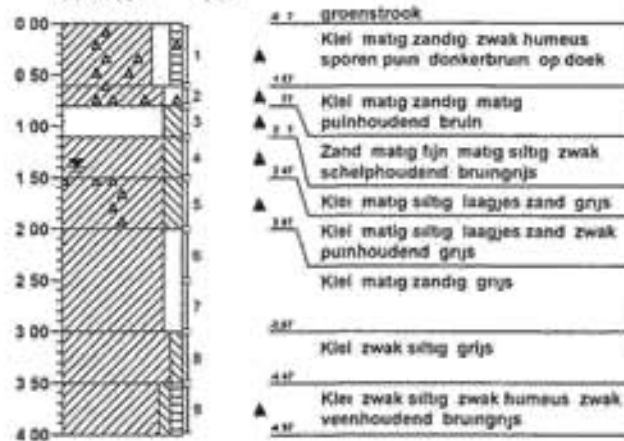 groenstrook
0 00
Klei matig zandig zwak humeus
sporen puin donkerbruin op doek
1
0 50
2
Klei matig zandig matig
puinhoudend bruin
1 00
3
Zand matig fijn matig siltig zwak
schelphoudend bruingrijs
4
1 50
Klei matig siltig laagjes zand grijs
5
2 00
Klei matig siltig laagjes zand zwak
puinhoudend grijs
6
2 50
Klei matig zandig grijs
7
3 00
Klei zwak siltig grijs
8
3 50
Klei zwak siltig zwak humeus zwak
veenhoudend bruingrijs
4 00